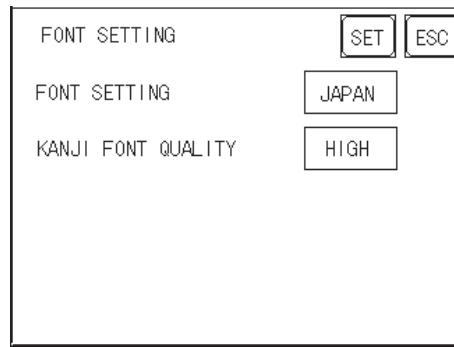 FONT SETTING SET ESC
FONT SETTING JAPAN
KANJI FONT QUALITY HIGH